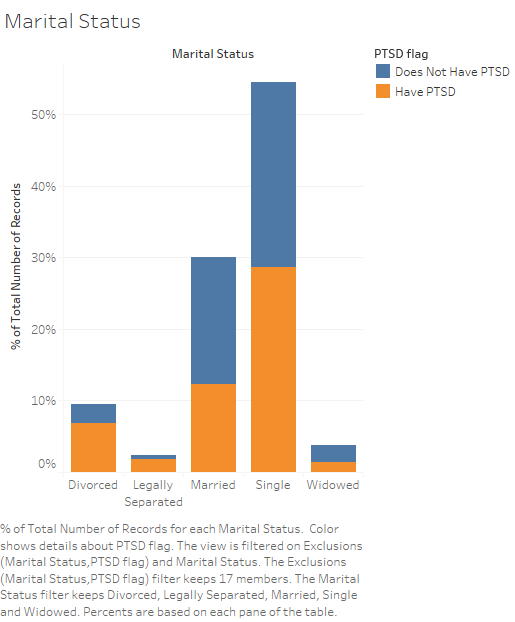 Marital Status
Marital Status
PTSD flag
Does Not Have PTSD
Have PTSD
% of Total Number of Records
50%
40%
30%
20%
10%
0%
Divorced
Legally
Separated
Married
Single
Widowed
% of Total Number of Records for each Marital Status.  Color
shows details about PTSD flag. The view is filtered on Exclusions
(Marital Status,PTSD flag) and Marital Status. The Exclusions
(Marital Status,PTSD flag) filter keeps 17 members. The Marital
Status filter keeps Divorced, Legally Separated, Married, Single
and Widowed. Percents are based on each pane of the table.